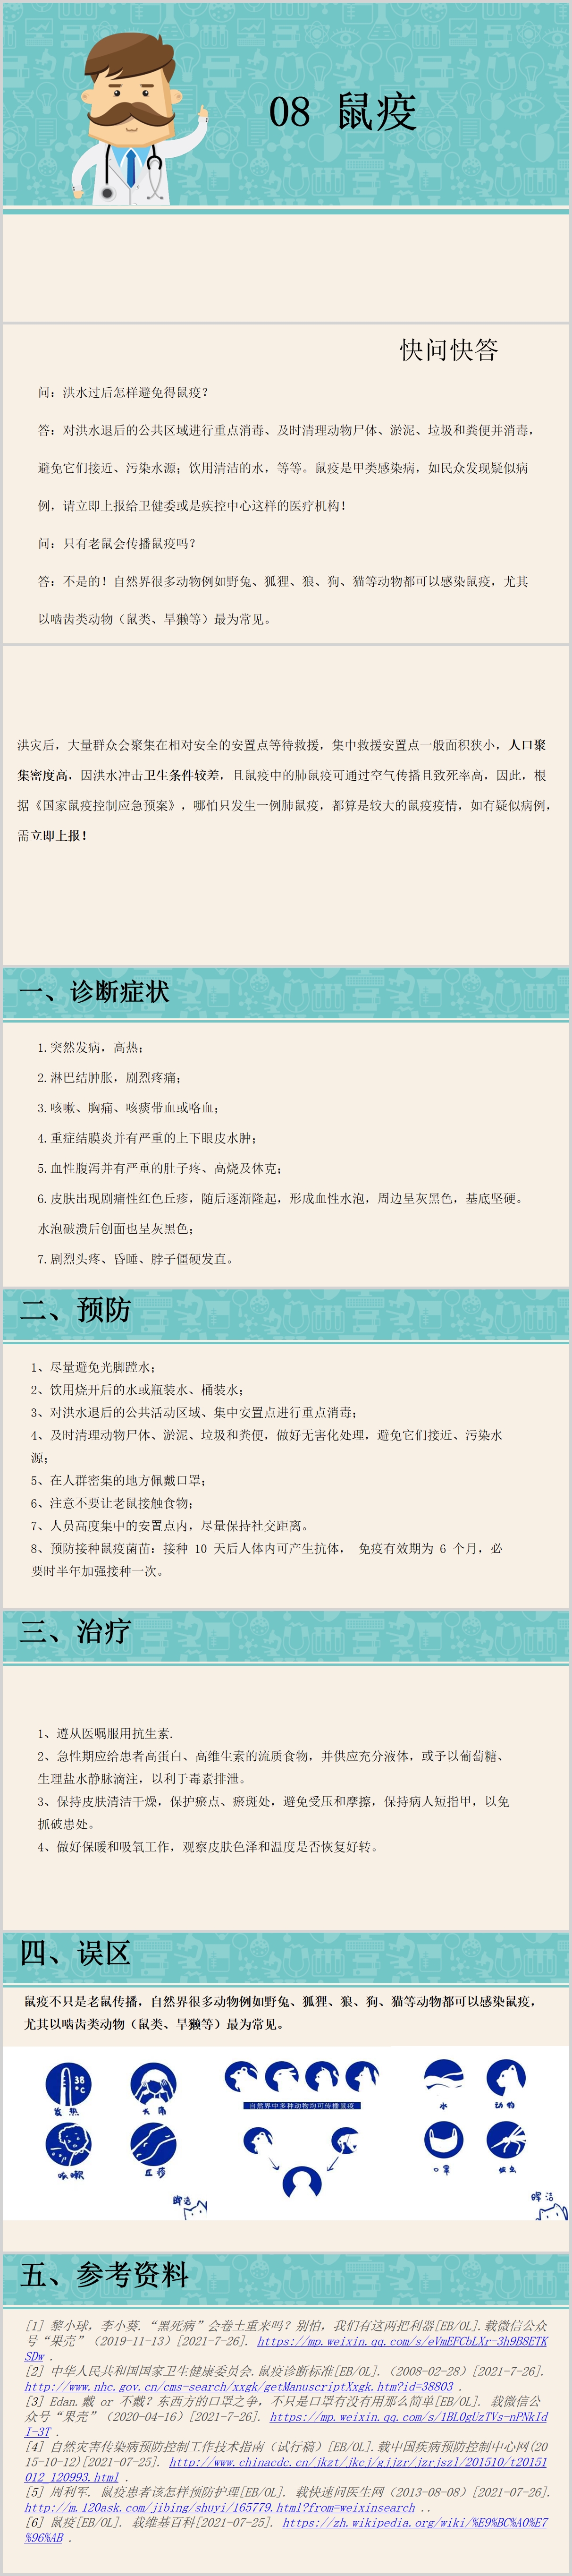 08 鼠疫
快问快答
问：洪水过后怎样避免得鼠疫？
答：对洪水退后的公共区域进行重点消毒、及时清理动物尸体、淤泥、垃圾和粪便并消毒，
避免它们接近、污染水源；饮用清洁的水，等等。鼠疫是甲类感染病，如民众发现疑似病
例，请立即上报给卫健委或是疾控中心这样的医疗机构！
问：只有老鼠会传播鼠疫吗？
答：不是的！自然界很多动物例如野兔、狐狸、狼、狗、猫等动物都可以感染鼠疫，尤其
以啮齿类动物（鼠类、旱獭等）最为常见。
洪灾后，大量群众会聚集在相对安全的安置点等待救援，集中救援安置点一般面积狭小，人口聚
集密度高，因洪水冲击卫生条件较差，且鼠疫中的肺鼠疫可通过空气传播且致死率高，因此，根
据《国家鼠疫控制应急预案》，哪怕只发生一例肺鼠疫，都算是较大的鼠疫疫情，如有疑似病例，
需立即上报！
一、诊断症状
1.突然发病，高热；
2.淋巴结肿胀，剧烈疼痛；
3.咳嗽、胸痛、咳痰带血或咯血；
4.重症结膜炎并有严重的上下眼皮水肿；
5.血性腹泻并有严重的肚子疼、高烧及休克；
6.皮肤出现剧痛性红色丘疹，随后逐渐隆起，形成血性水泡，周边呈灰黑色，基底坚硬。
水泡破溃后创面也呈灰黑色；
7.剧烈头疼、昏睡、脖子僵硬发直。
二、预防
1、尽量避免光脚蹚水；
2、饮用烧开后的水或瓶装水、桶装水；
3、对洪水退后的公共活动区域、集中安置点进行重点消毒；
4、及时清理动物尸体、淤泥、垃圾和粪便，做好无害化处理，避免它们接近、污染水
源；
5、在人群密集的地方佩戴口罩；
6、注意不要让老鼠接触食物；
7、人员高度集中的安置点内，尽量保持社交距离。
8、预防接种鼠疫菌苗：接种 10 天后人体内可产生抗体， 免疫有效期为 6 个月，必
要时半年加强接种一次。
三、治疗
1、遵从医嘱服用抗生素.
2、急性期应给患者高蛋白、高维生素的流质食物，并供应充分液体，或予以葡萄糖、
生理盐水静脉滴注，以利于毒素排泄。
3、保持皮肤清洁干燥，保护瘀点、瘀斑处，避免受压和摩擦，保持病人短指甲，以免
抓破患处。
4、做好保暖和吸氧工作，观察皮肤色泽和温度是否恢复好转。
四、误区
鼠疫不只是老鼠传播，自然界很多动物例如野兔、狐狸、狼、狗、猫等动物都可以感染鼠疫，
尤其以啮齿类动物（鼠类、旱獭等）最为常见。
38
°C
发热
头痛
咳嗽
丘疹
晖洁
自然界中多种动物均可传播鼠疫
水
动物
口罩
蚊虫
晖洁
五、参考资料
[1] 黎小球，李小葵.“黑死病”会卷土重来吗？别怕，我们有这两把利器[EB/OL].载微信公众
号“果壳”（2019-11-13）[2021-7-26]. https://mp.weixin.qq.com/s/eVmEFCbLXr-3h9B8ETK
SDw .
[2] 中华人民共和国国家卫生健康委员会.鼠疫诊断标准[EB/OL].（2008-02-28）[2021-7-26].
http://www.nhc.gov.cn/cms-search/xxgk/getManuscriptXxgk.htm?id=38803 .
[3] Edan.戴 or 不戴？东西方的口罩之争，不只是口罩有没有用那么简单[EB/OL]. 载微信公
众号“果壳”（2020-04-16）[2021-7-26]. https://mp.weixin.qq.com/s/1BLOgUzTVs-nPNkId
I-3T .
[4] 自然灾害传染病预防控制工作技术指南（试行稿）[EB/OL].载中国疾病预防控制中心网(20
15-10-12)[2021-07-25]. http://www.chinacdc.cn/jkzt/jkcj/gjjzr/jzrjszl/201510/t20151
012_120993.html .
[5] 周利军. 鼠疫患者该怎样预防护理[EB/OL]. 载快速问医生网（2013-08-08）[2021-07-26].
http://m.120ask.com/jibing/shuyi/165779.html?from=weixinsearch ..
[6] 鼠疫[EB/OL]. 载维基百科[2021-07-25]. https://zh.wikipedia.org/wiki/%E9%BC%A0%E7
%96%AB .